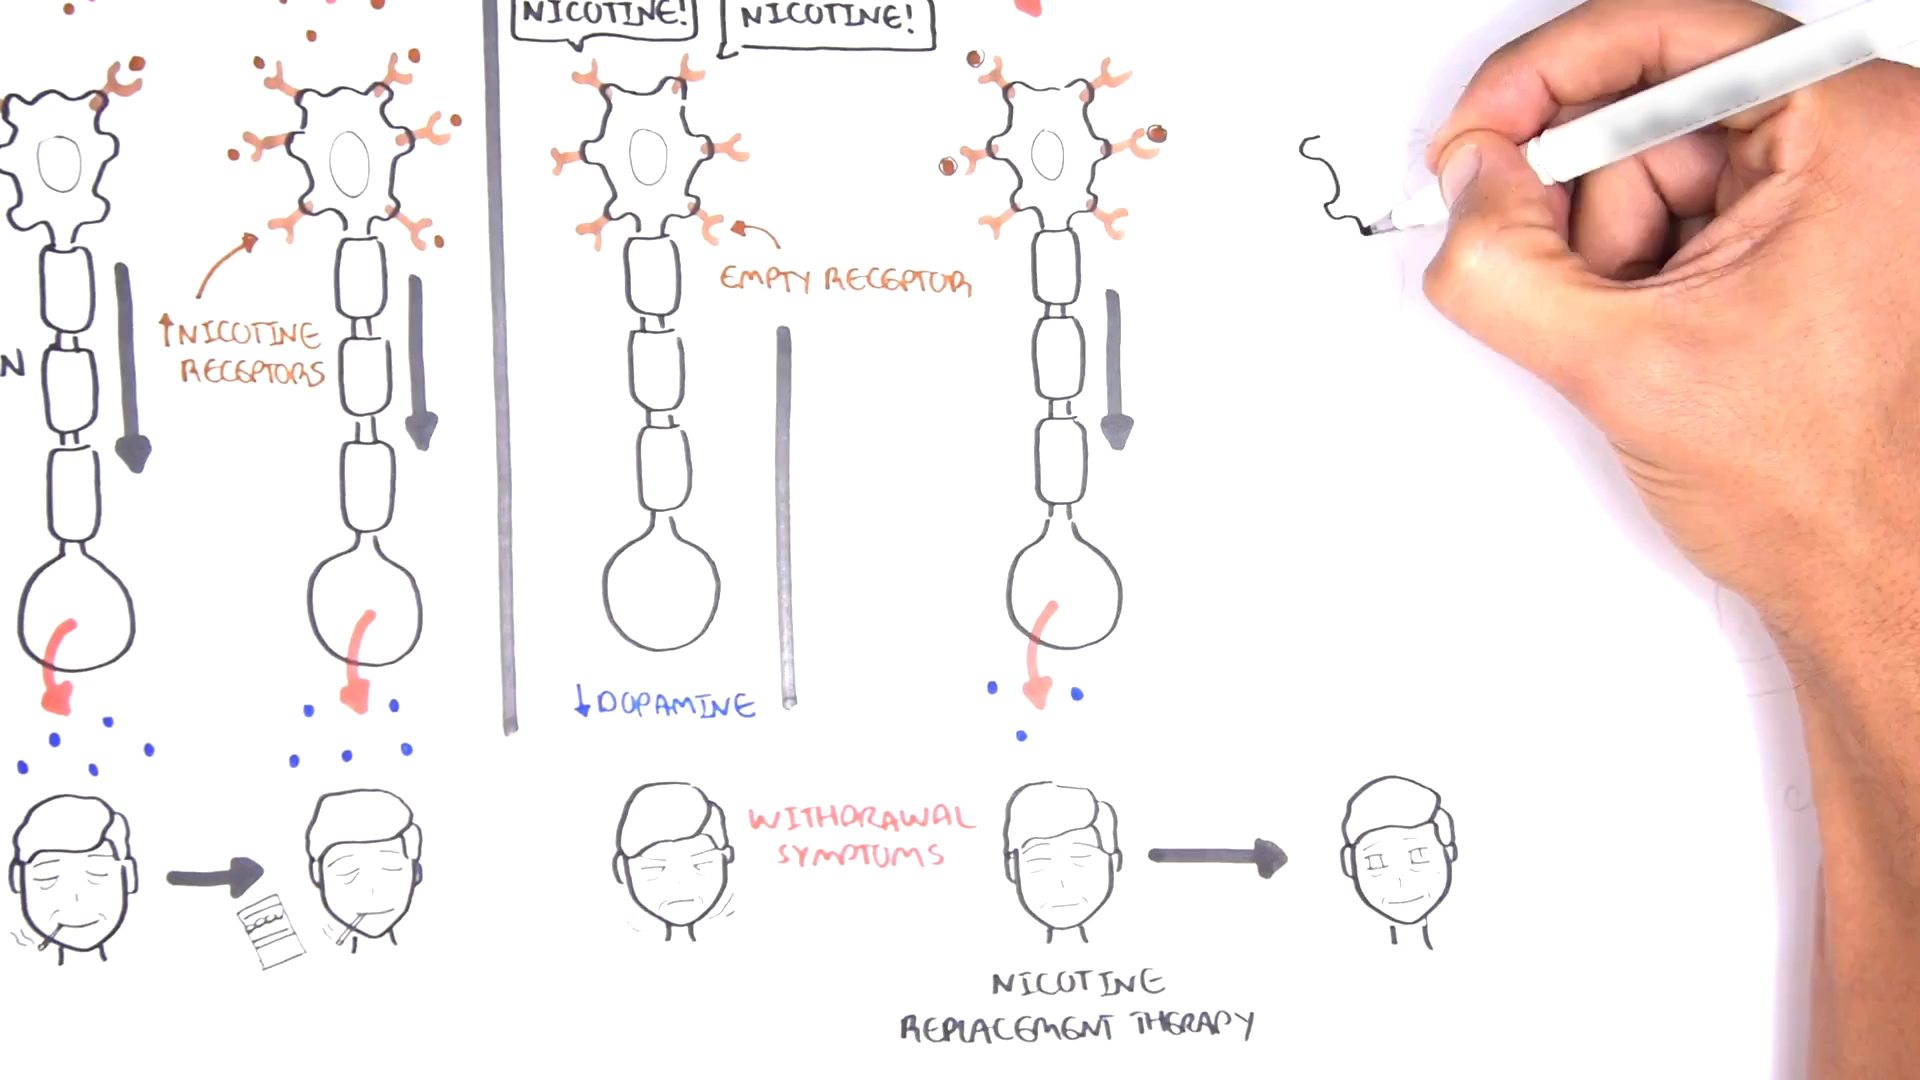 NICOTINE!
NICOTINE!
EMPTY RECEPTOR
↑NICOTINE
RECEPTORS
N
↓DOPAMINE
WITHDRAWAL
SYMPTOMS
NICOTINE
REPLACEMENT THERAPY